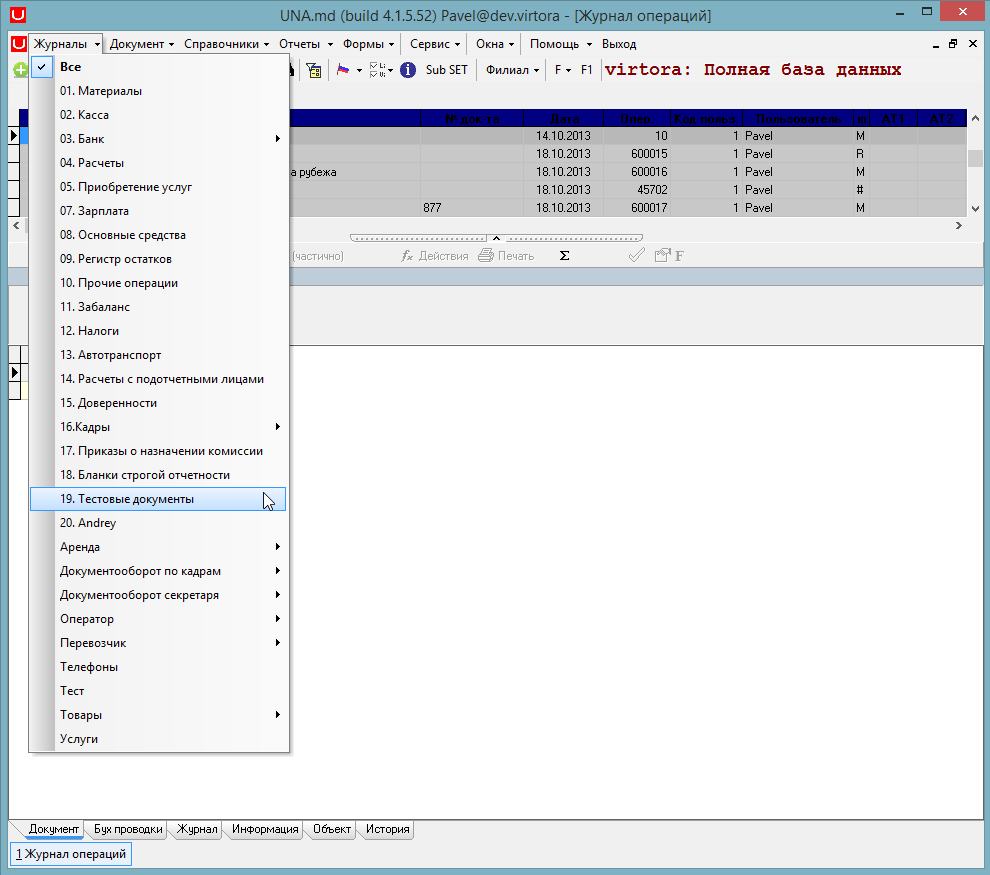 UNA.md (build 4.1.5.52) Pavel@dev.virtora - [Журнал операций]
Журналы Документ Справочники Отчеты Формы Сервис Окна Помощь Выход
Sub SET Филиал F F1 virtora: Полная база данных
Все
01. Материалы
02. Касса
03. Банк
04. Расчеты
05. Приобретение услуг
07. Зарплата
08. Основные средства
09. Регистр остатков
10. Прочие операции
11. Забаланс
12. Налоги
13. Автотранспорт
14. Расчеты с подотчетными лицами
15. Доверенности
16.Кадры
17. Приказы о назначении комиссии
18. Бланки строгой отчетности
19. Тестовые документы
20. Andrey
Аренда
Документооборот по кадрам
Документооборот секретаря
Оператор
Перевозчик
Телефоны
Тест
Товары
Услуги
№ док-та Дата Опер. Код польз. Пользователь AT1 AT2
14.10.2013 10 1 Pavel M
18.10.2013 600015 1 Pavel R
а рубежа 18.10.2013 600016 1 Pavel M
18.10.2013 45702 1 Pavel #
877 18.10.2013 600017 1 Pavel M
(частично) fx Действия Печать Σ F
Документ Бух проводки Журнал Информация Объект История
1 Журнал операций